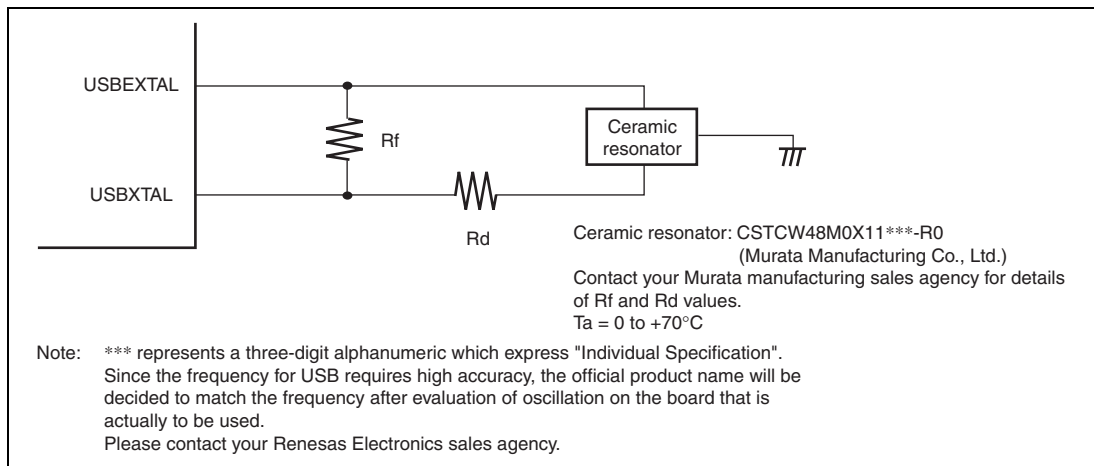 USBEXTAL
Rf
Ceramic
resonator
USBXTAL
Rd
Ceramic resonator: CSTCW48M0X11***-R0
(Murata Manufacturing Co., Ltd.)
Contact your Murata manufacturing sales agency for details
of Rf and Rd values.
Ta = 0 to +70°C
Note: *** represents a three-digit alphanumeric which express "Individual Specification".
Since the frequency for USB requires high accuracy, the official product name will be
decided to match the frequency after evaluation of oscillation on the board that is
actually to be used.
Please contact your Renesas Electronics sales agency.